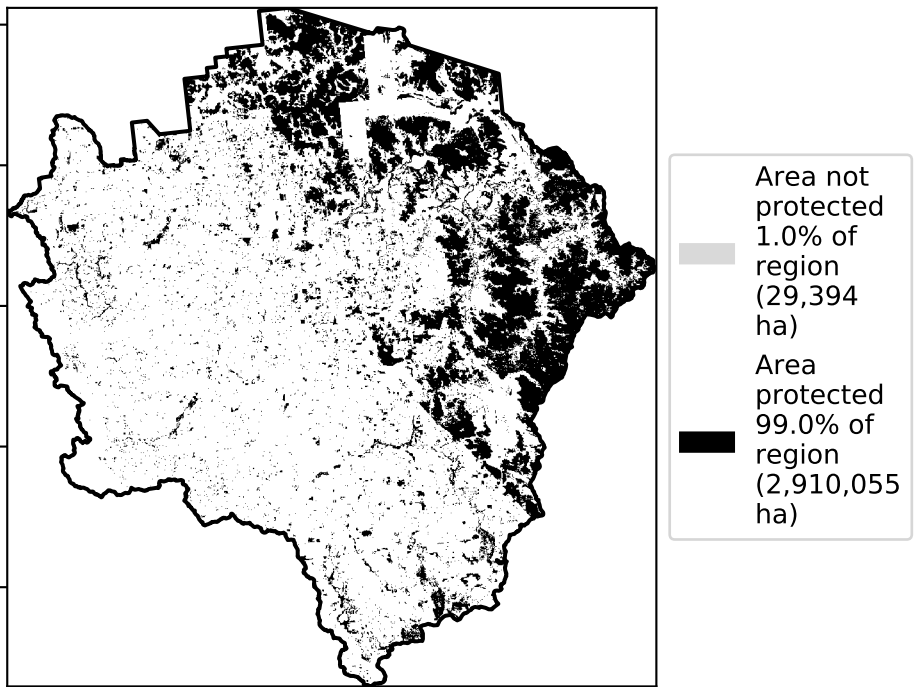 Area not
protected
1.0% of
region
(29,394
ha)
Area
protected
99.0% of
region
(2,910,055
ha)